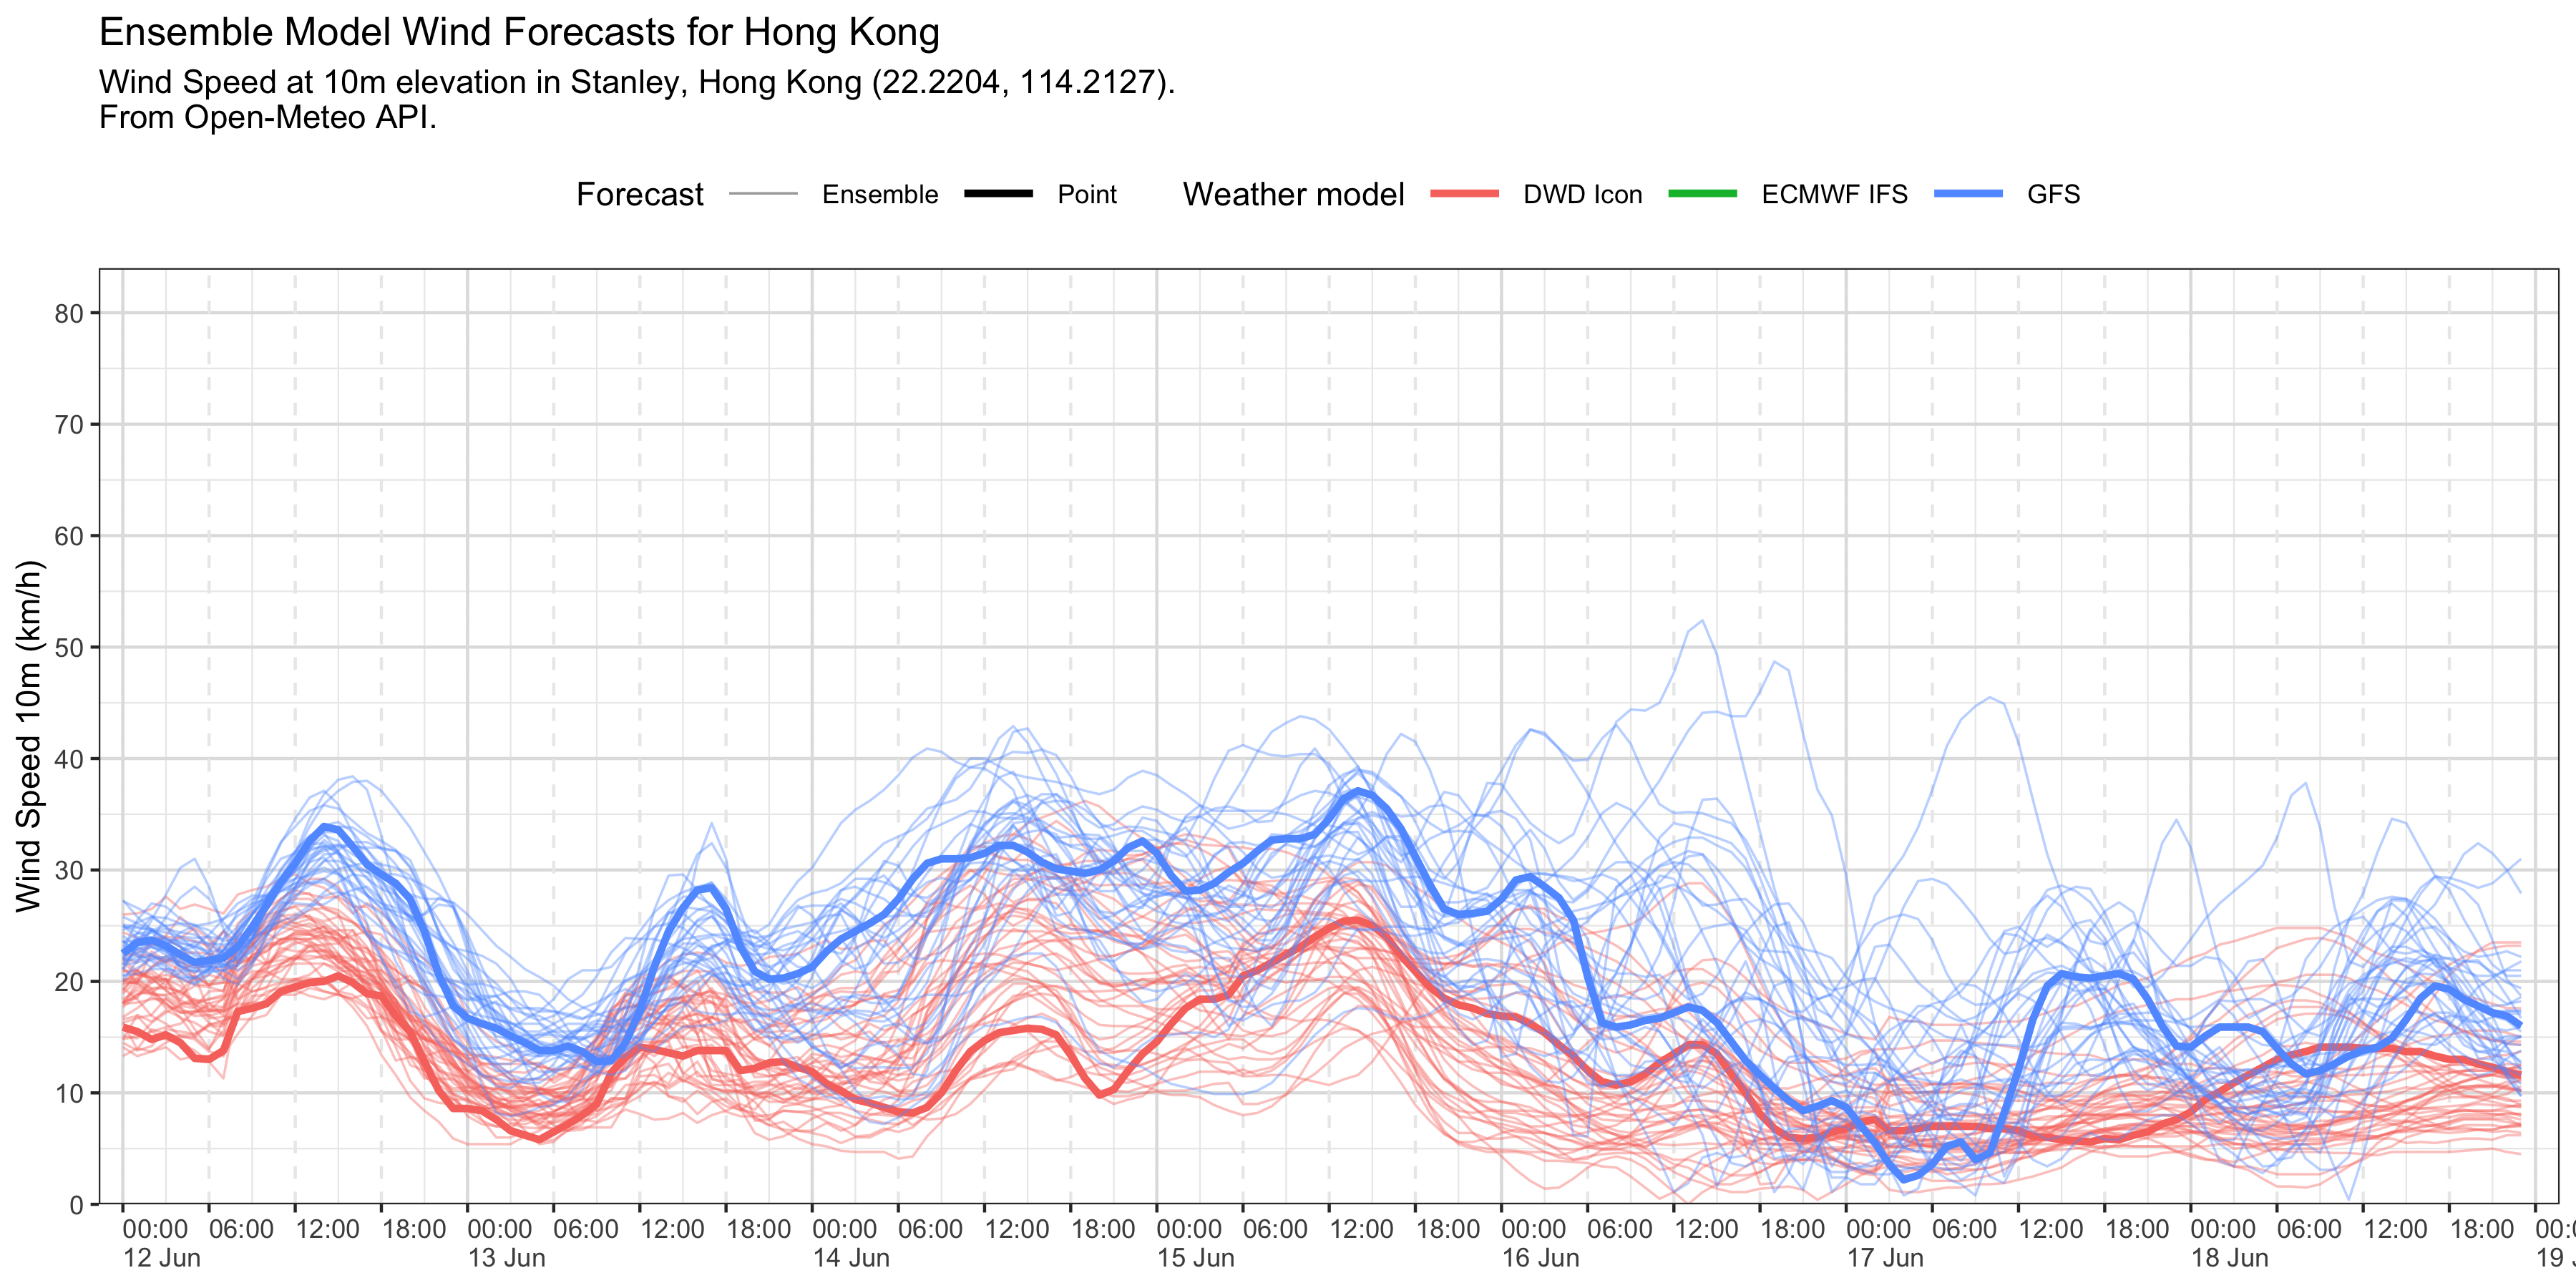 Ensemble Model Wind Forecasts for Hong Kong
Wind Speed at 10m elevation in Stanley, Hong Kong (22.2204, 114.2127).
From Open-Meteo API.
Forecast Ensemble Point Weather model DWD Icon ECMWF IFS GFS
Wind Speed 10m (km/h)
80
70
60
50
40
30
20
10
0
00:00 06:00 12:00 18:00 00:00 06:00 12:00 18:00 00:00 06:00 12:00 18:00 00:00 06:00 12:00 18:00 00:00 06:00 12:00 18:00 00:00 06:00 12:00 18:00 00:00 06:00 12:00 18:00 00:0
12 Jun 13 Jun 14 Jun 15 Jun 16 Jun 17 Jun 18 Jun 19